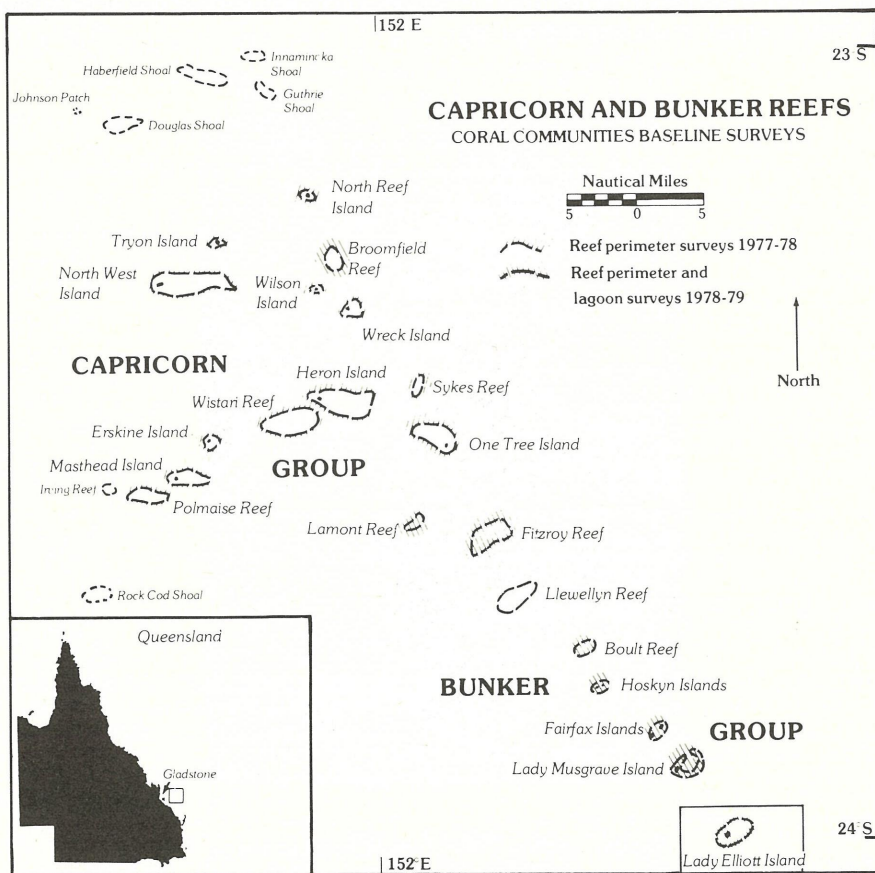 152 E
23 S
Innamincka
Shoal
Haberfield Shoal
Guthrie
Shoal
Johnson Patch
Douglas Shoal
CAPRICORN AND BUNKER REEFS
CORAL COMMUNITIES BASELINE SURVEYS
North Reef
Island
Nautical Miles
5 0 5
Tryon Island
Broomfield
Reef
Reef perimeter surveys 1977-78
North West
Island
Wilson
Island
Reef perimeter and
lagoon surveys 1978-79
Wreck Island
CAPRICORN
Heron Island
Sykes Reef
North
Wistari Reef
Erskine Island
One Tree Island
Masthead Island
GROUP
Irving Reef
Polmaise Reef
Lamont Reef
Fitzroy Reef
Rock Cod Shoal
Llewellyn Reef
Queensland
Boult Reef
BUNKER
Hoskyn Islands
Fairfax Islands
GROUP
Lady Musgrave Island
Gladstone
24° S
152° E
Lady Elliott Island